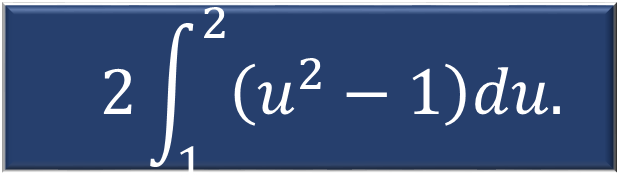 2 ∫₁² (u² − 1)du.